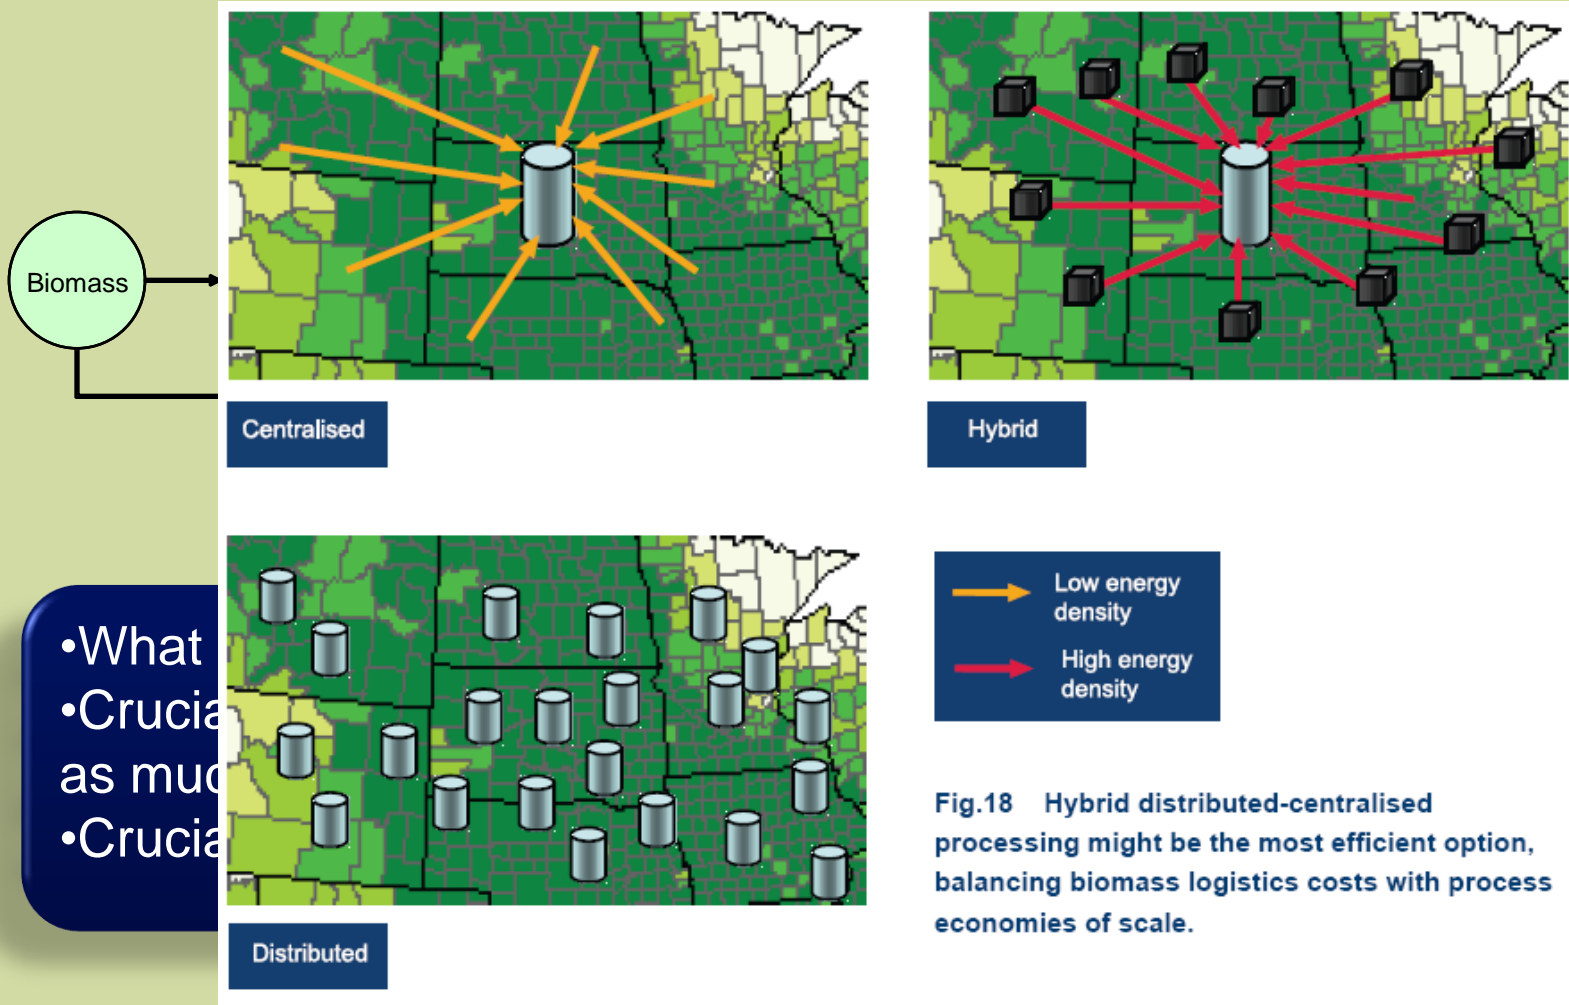 Biomass
Centralised
Hybrid
•What
•Crucia
as muc
•Crucia
Distributed
Low energy
density
High energy
density
Fig.18 Hybrid distributed-centralised
processing might be the most efficient option,
balancing biomass logistics costs with process
economies of scale.